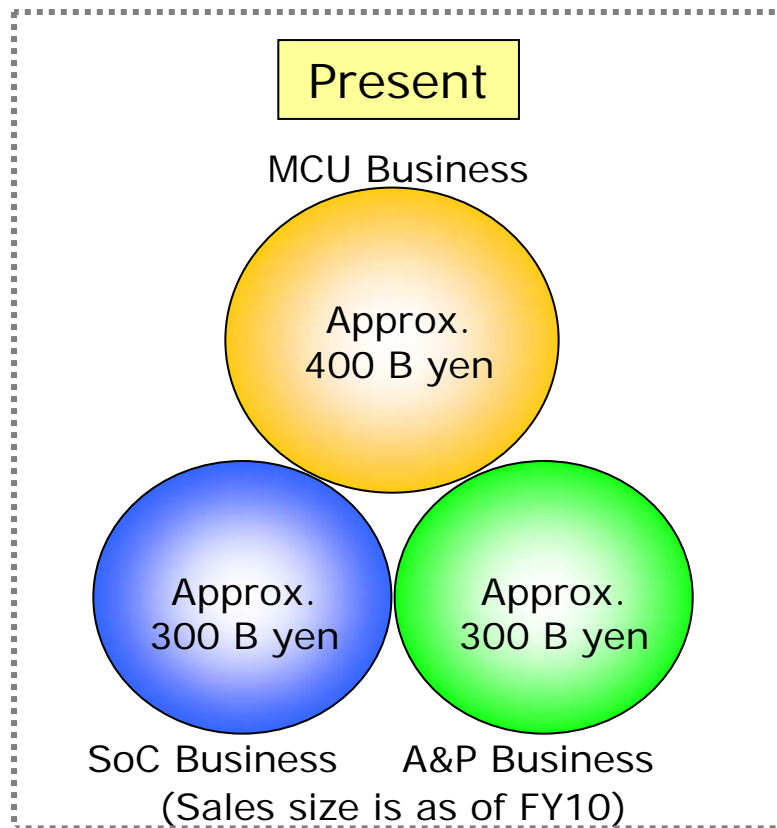 Present
MCU Business
Approx.
400 B yen
Approx.
300 B yen
Approx.
300 B yen
SoC Business
A&P Business
(Sales size is as of FY10)